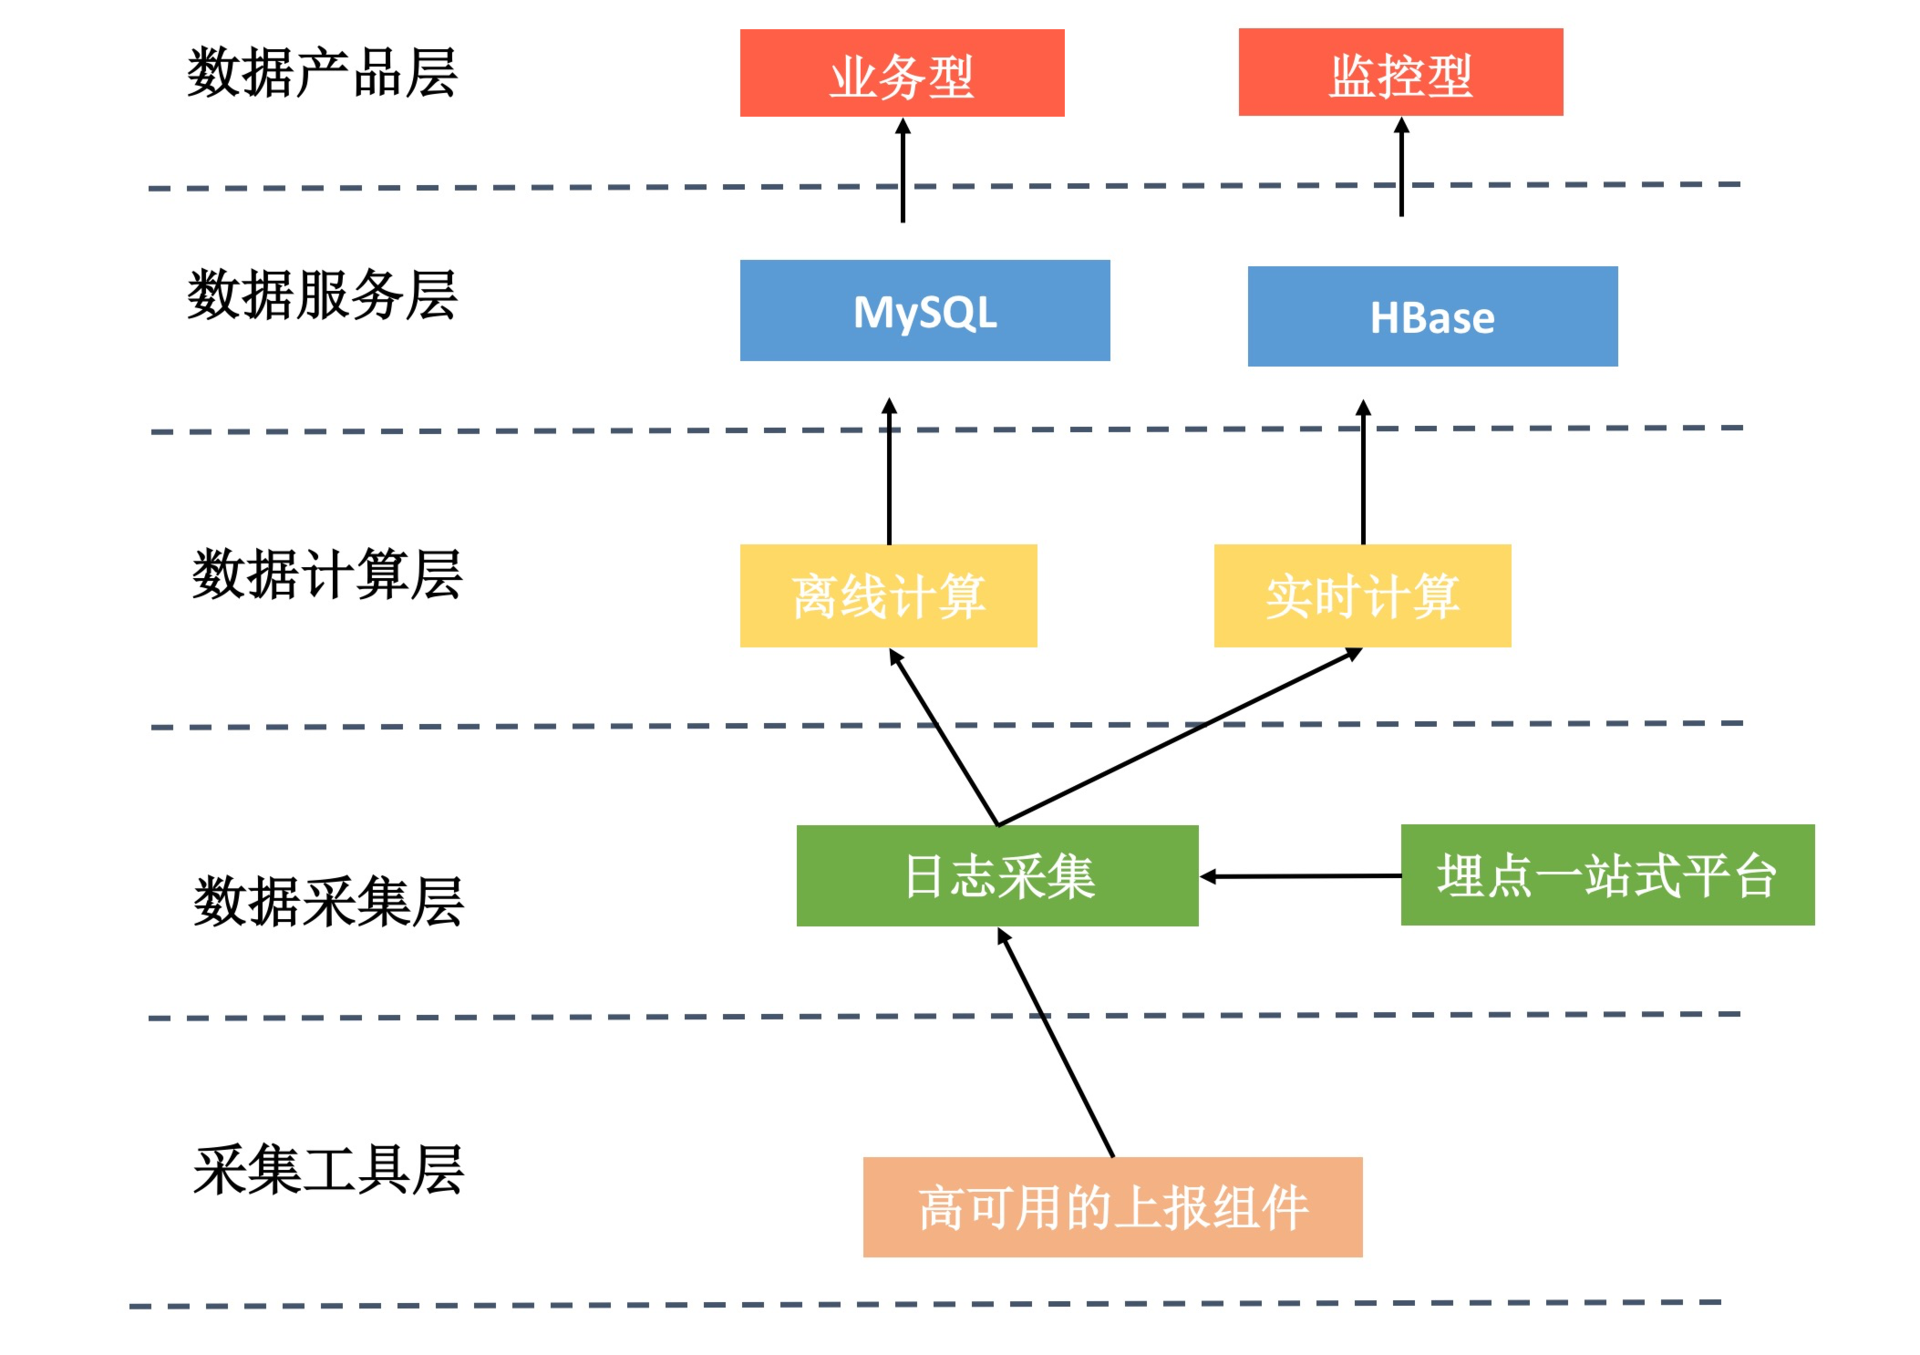 数据产品层
业务型
监控型
数据服务层
MySQL
HBase
数据计算层
离线计算
实时计算
数据采集层
日志采集
埋点一站式平台
采集工具层
高可用的上报组件